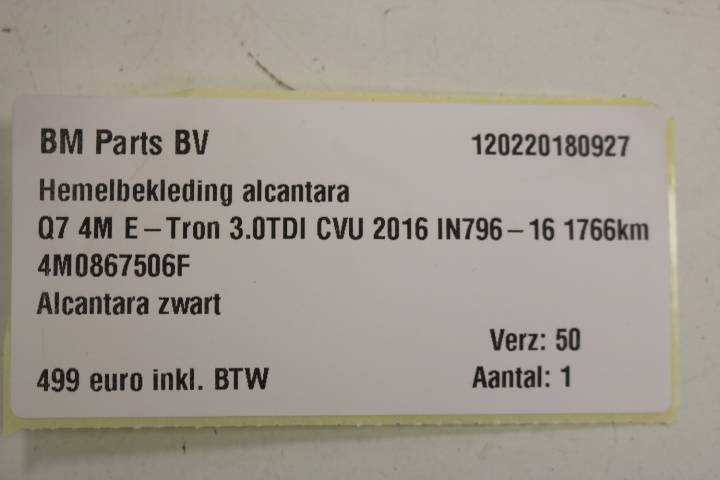 BM Parts BV 120220180927
Hemelbekleding alcantara
Q7 4M E-Tron 3.0TDI CVU 2016 IN796-16 1766km
4M0867506F
Alcantara zwart
Verz: 50
499 euro inkl. BTW Aantal: 1